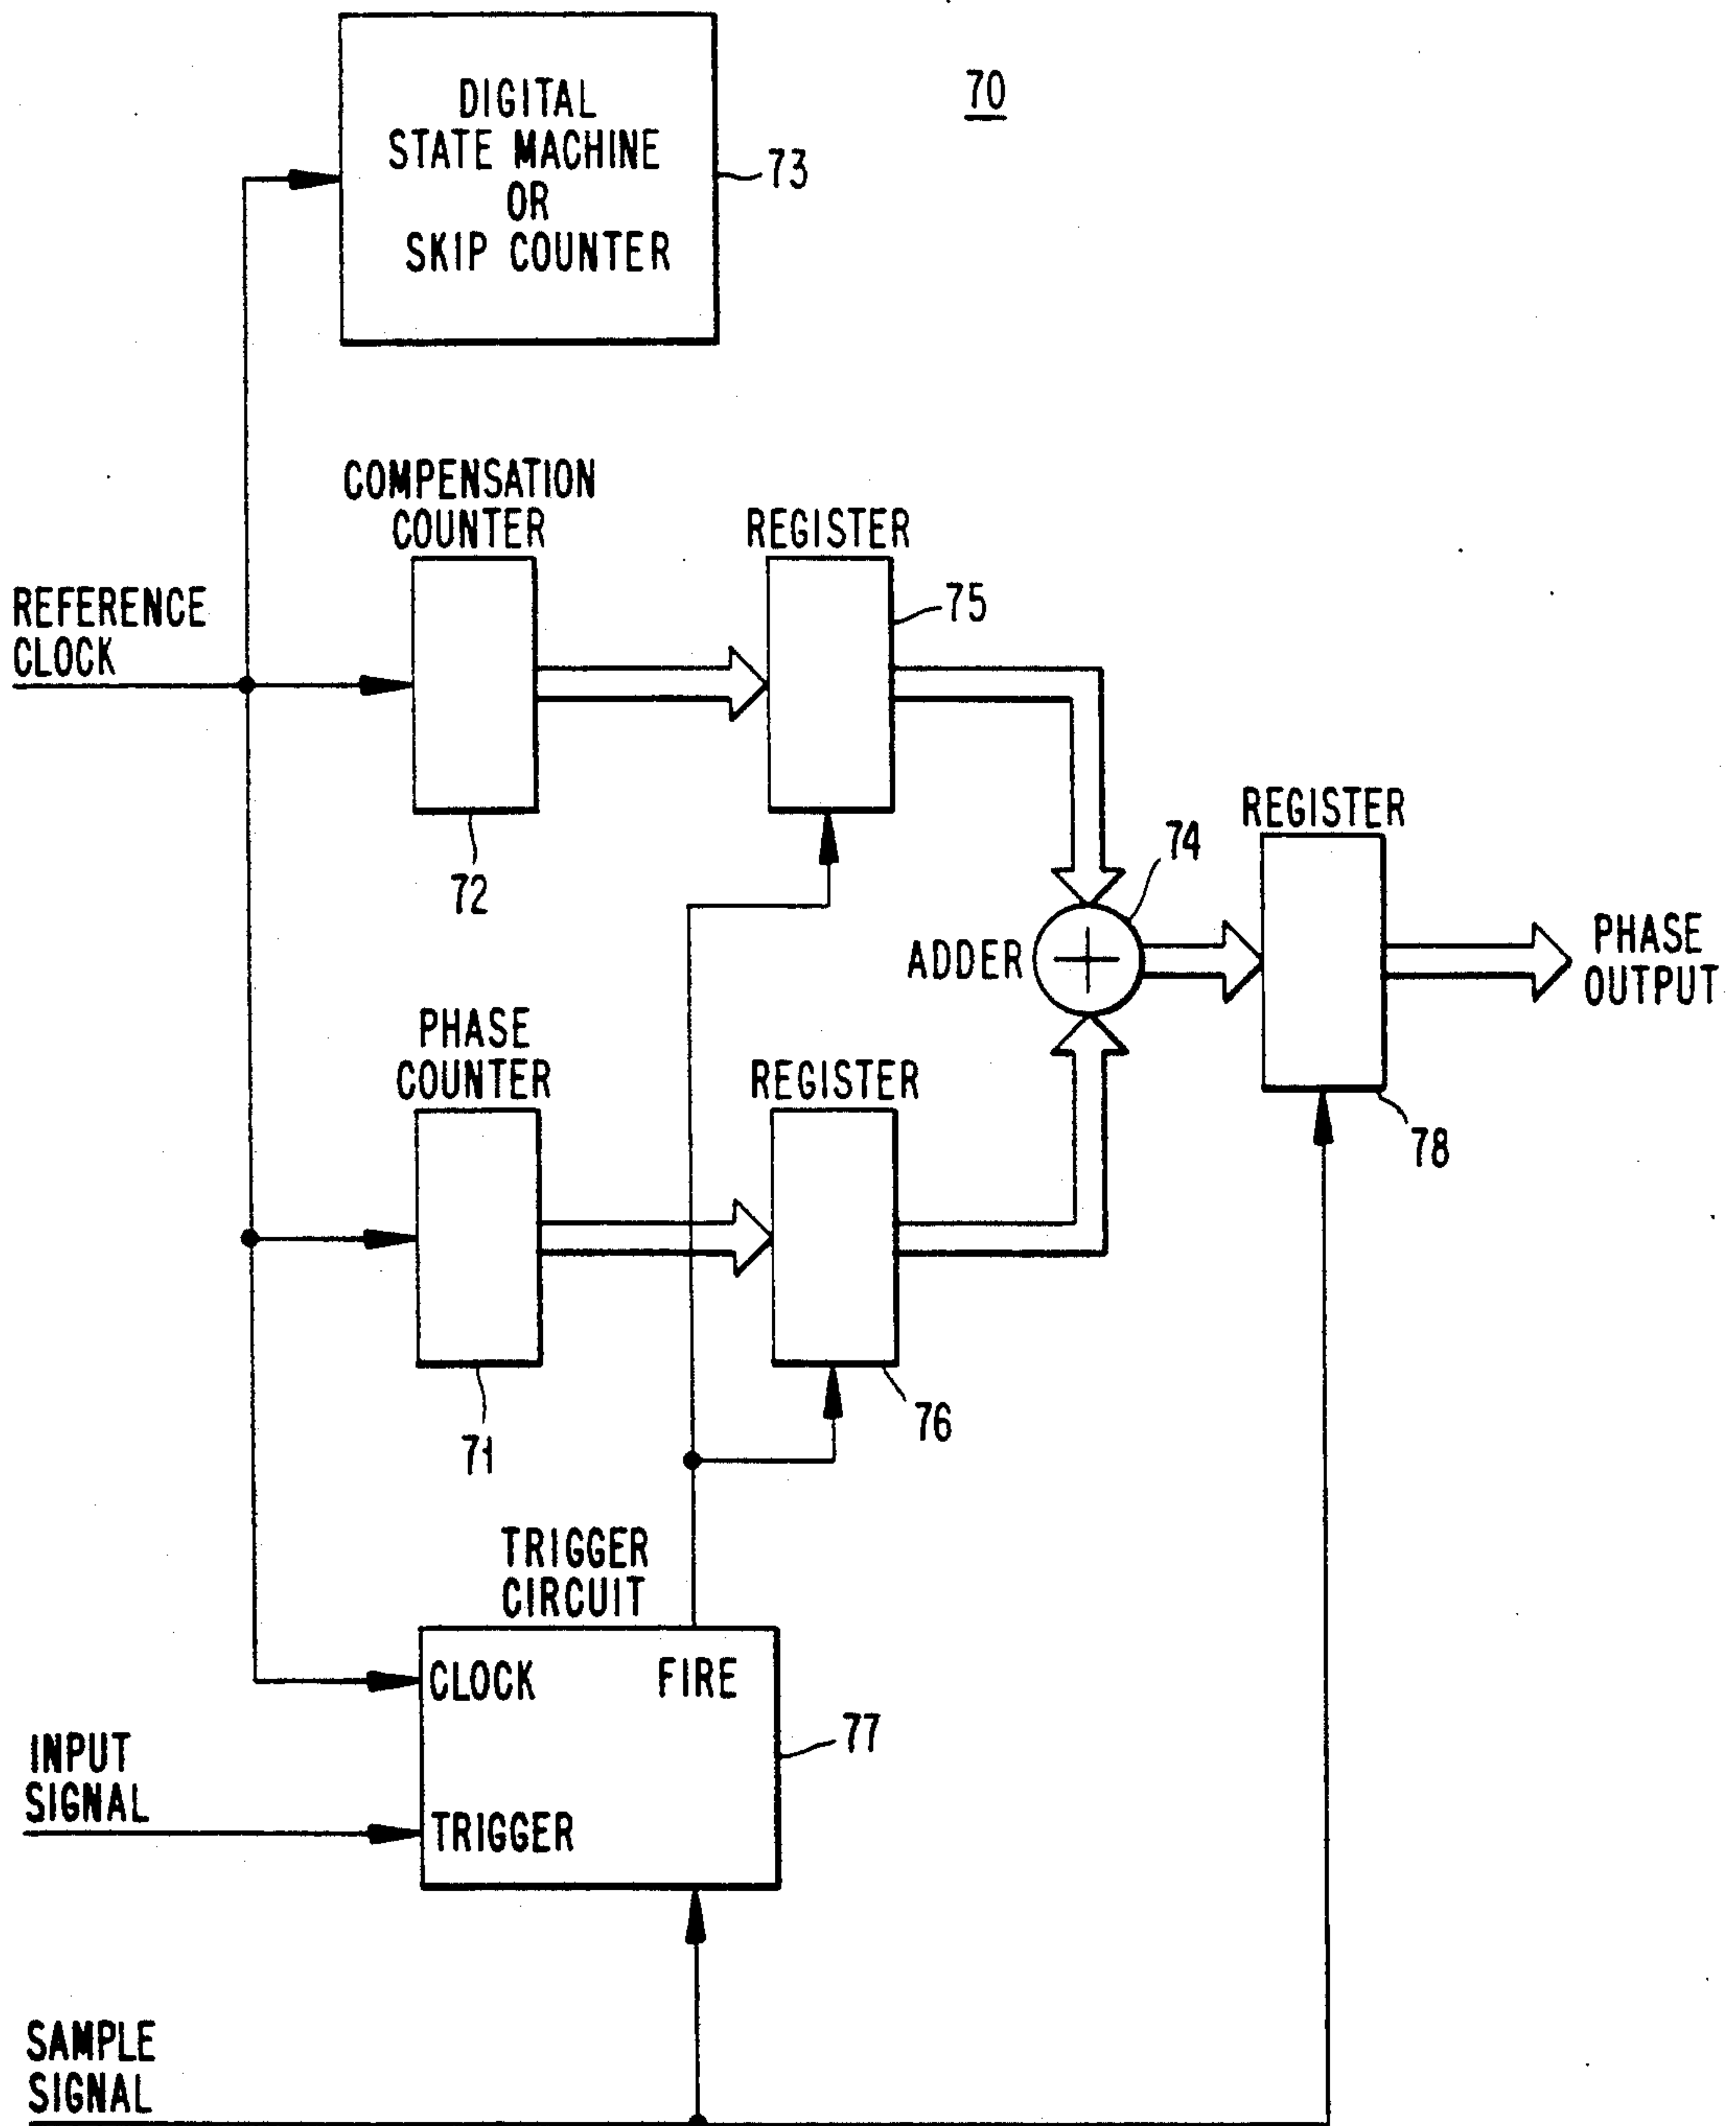 70
DIGITAL
STATE MACHINE
OR
SKIP COUNTER
73
COMPENSATION
COUNTER
REGISTER
REFERENCE
CLOCK
75
72
74
REGISTER
ADDER
PHASE
OUTPUT
PHASE
COUNTER
REGISTER
78
71
76
TRIGGER
CIRCUIT
CLOCK
FIRE
INPUT
SIGNAL
77
TRIGGER
SAMPLE
SIGNAL